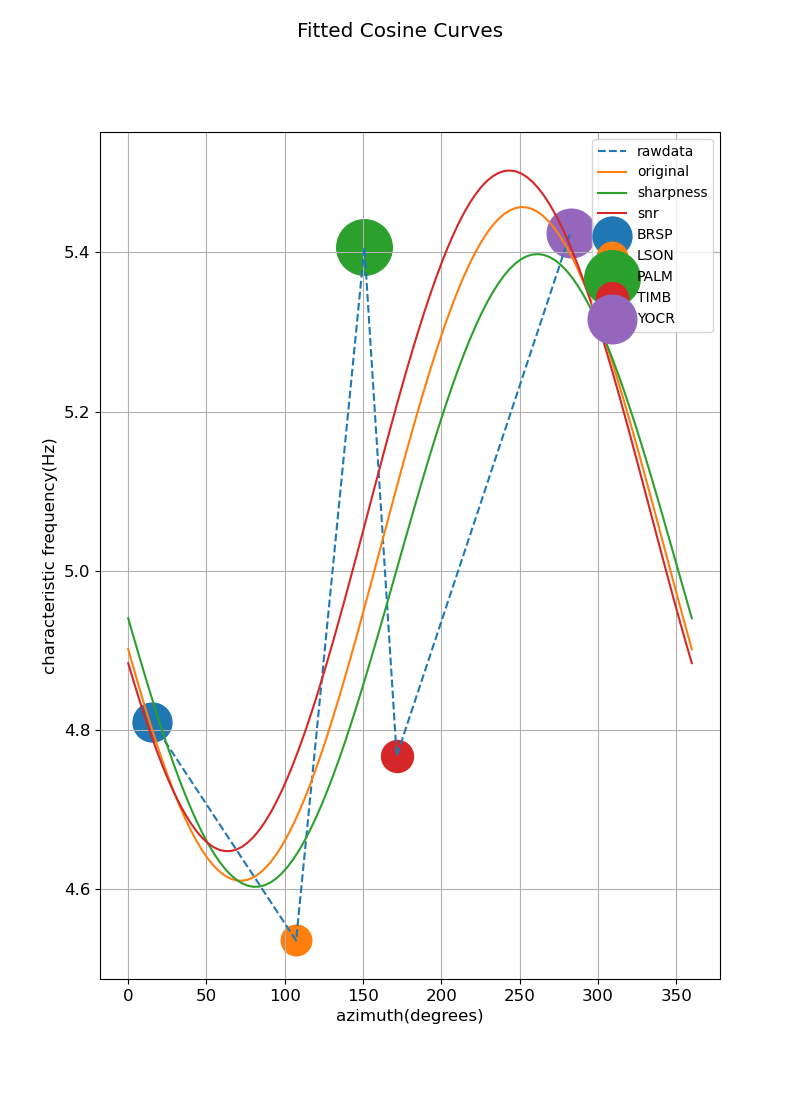 Fitted Cosine Curves
rawdata
original
sharpness
snr
BRSP
LSON
PALM
TIMB
YOCR
5.4
5.2
5.0
4.8
4.6
characteristic frequency(Hz)
0 50 100 150 200 250 300 350
azimuth(degrees)